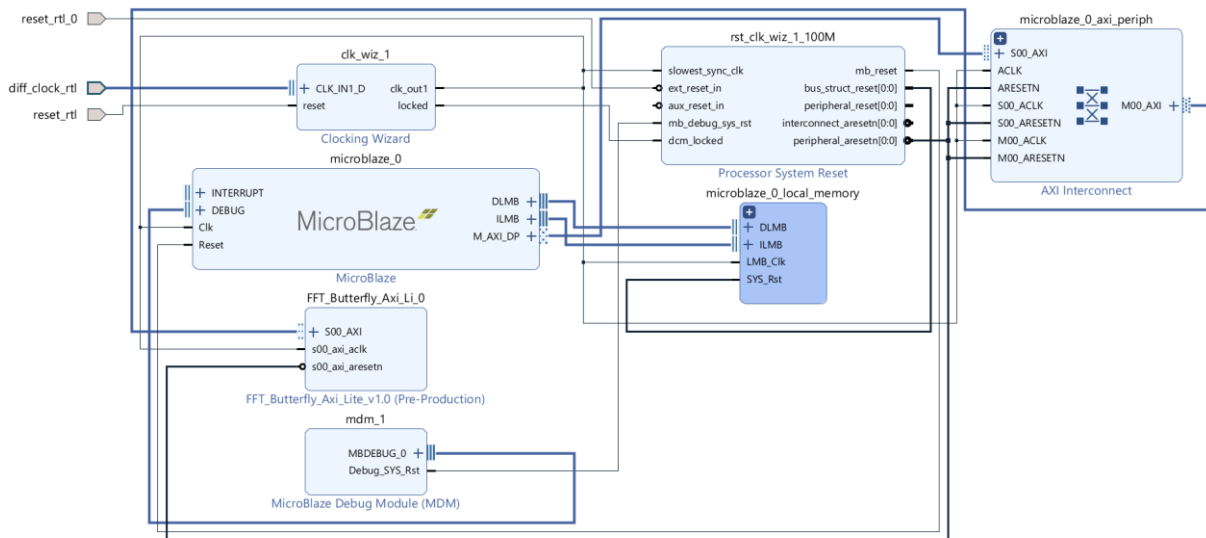 reset_rtl_0
diff_clock_rtl
reset_rtl
clk_wiz_1
CLK_IN1_D
reset
clk_out1
locked
Clocking Wizard
rst_clk_wiz_1_100M
slowest_sync_clk
ext_reset_in
aux_reset_in
mb_debug_sys_rst
dcm_locked
mb_reset
bus_struct_reset[0:0]
peripheral_reset[0:0]
interconnect_aresetn[0:0]
peripheral_aresetn[0:0]
Processor System Reset
microblaze_0_axi_periph
S00_AXI
ACLK
ARESETN
S00_ACLK
S00_ARESETN
M00_ACLK
M00_ARESETN
M00_AXI
AXI Interconnect
microblaze_0
INTERRUPT
DEBUG
Clk
Reset
MicroBlaze
DLMB
ILMB
M_AXI_DP
MicroBlaze
microblaze_0_local_memory
DLMB
ILMB
LMB_Clk
SYS_Rst
FFT_Butterfly_Axi_Li_0
S00_AXI
s00_axi_aclk
s00_axi_aresetn
FFT_Butterfly_Axi_Lite_v1.0 (Pre-Production)
mdm_1
MBDEBUG_0
Debug_SYS_Rst
MicroBlaze Debug Module (MDM)